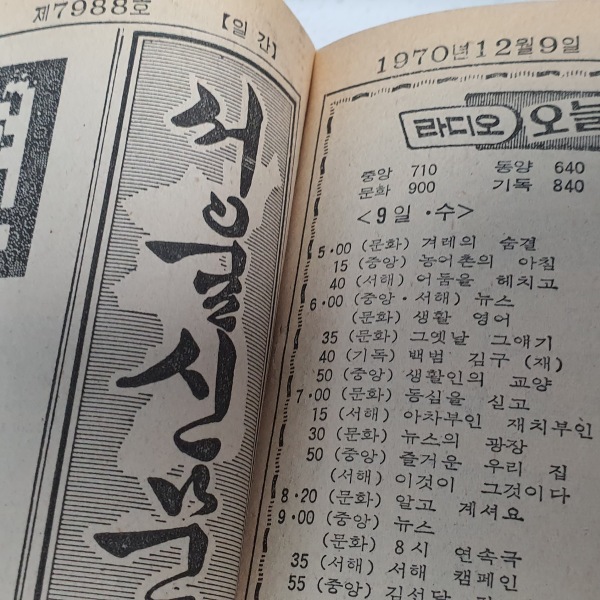 제7988호
【일 간】
1970년12월9일
라디오 오늘
중앙 710 동양 640
문화 900 기독 840
<9일·수>
5·00 (문화) 겨레의 숨결
15 (중앙) 농어촌의 아침
40 (서해) 어둠을 헤치고
6·00 (중앙·서해) 뉴스
(문화) 생활 영어
35 (문화) 그옛날 그얘기
40 (기독) 백범 김구 (재)
50 (중앙) 생활인의 교양
7·00 (문화) 동심을 싣고
15 (서해) 아차부인 재치부인
30 (문화) 뉴스의 광장
50 (중앙) 즐거운 우리 집
(서해) 이것이 그것이다
8·20 (문화) 알고 계셔요
9·00 (중앙) 뉴스
(문화) 8시 연속극
35 (서해) 서해 캠페인
55 (중앙) 김삿갓